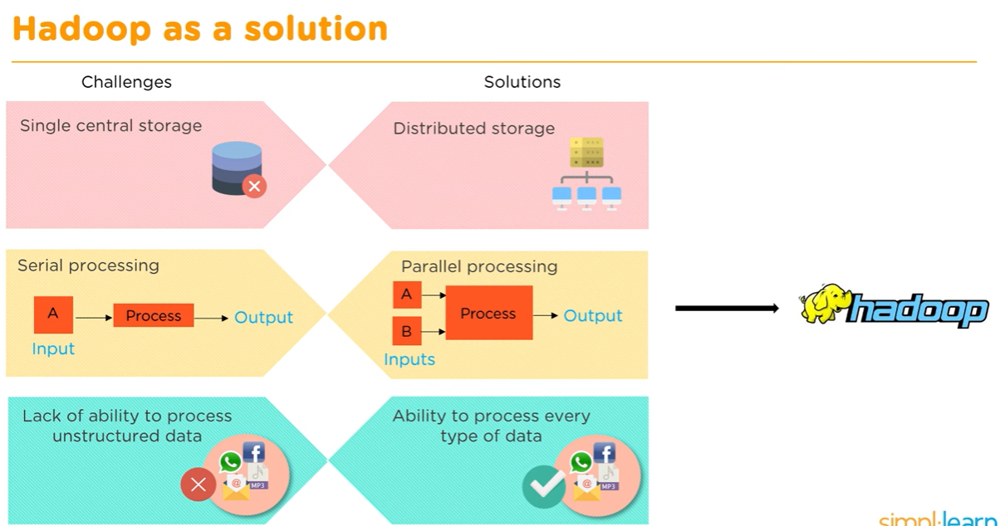 Hadoop as a solution
Challenges
Solutions
Single central storage
Distributed storage
Serial processing
A
Process
Output
Input
Parallel processing
A
B
Process
Output
Inputs
Lack of ability to process
unstructured data
@
MP3
Ability to process every
type of data
@
MP3
hadoop
simplilearn